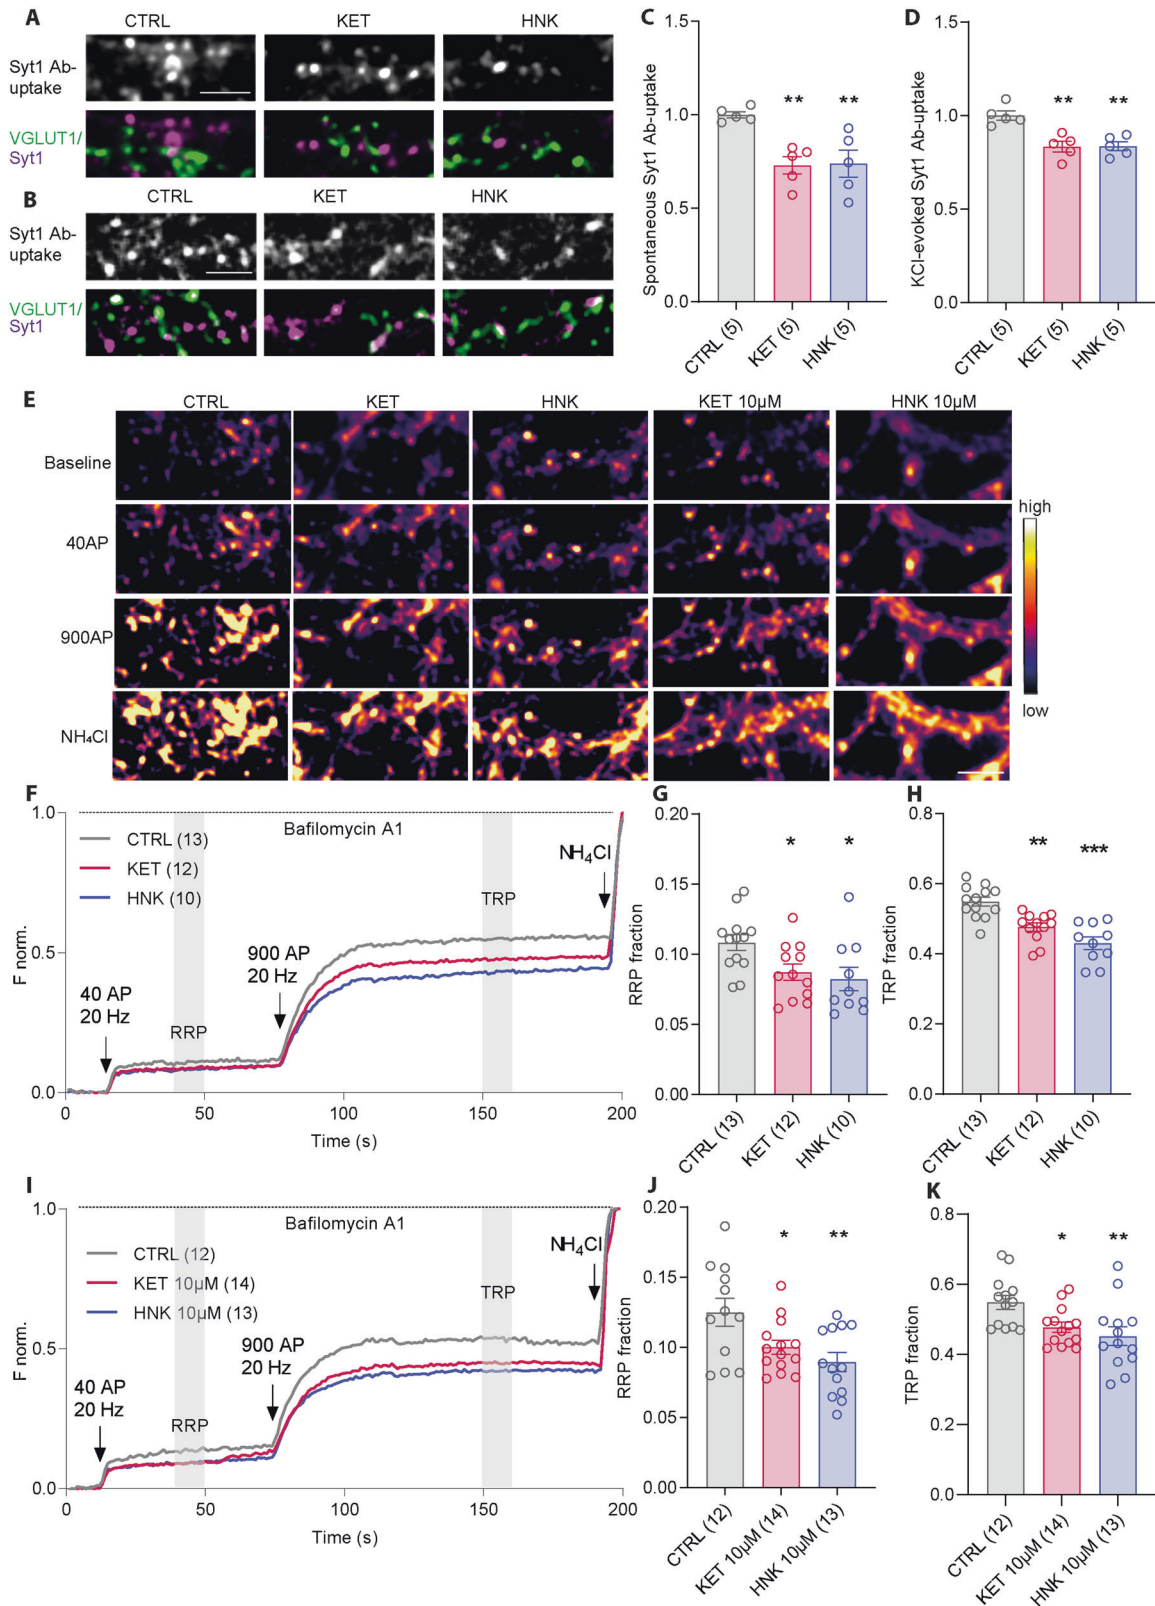 A
CTRL
KET
HNK
Syt1 Ab-
uptake
VGLUT1/
Syt1
B
CTRL
KET
HNK
Syt1 Ab-
uptake
VGLUT1/
Syt1
C
1.5
1.0
0.5
0.0
Spontaneous Syt1 Ab-uptake
**
**
CTRL (5)
KET (5)
HNK (5)
D
1.5
1.0
0.5
0.0
KCl-evoked Syt1 Ab-uptake
**
**
CTRL (5)
KET (5)
HNK (5)
E
CTRL
KET
HNK
KET 10µM
HNK 10µM
Baseline
40AP
900AP
NH₄Cl
high
low
F
1.0
0.5
0.0
F norm.
Bafilomycin A1
CTRL (13)
KET (12)
HNK (10)
NH₄Cl
TRP
900 AP
20 Hz
40 AP
20 Hz
RRP
0
50
100
150
200
Time (s)
G
0.20
0.15
0.10
0.05
0.00
RRP fraction
*
*
CTRL (13)
KET (12)
HNK (10)
H
0.8
0.6
0.4
0.2
0.0
TRP fraction
**
***
CTRL (13)
KET (12)
HNK (10)
I
1.0
0.5
0.0
F norm.
Bafilomycin A1
CTRL (12)
KET 10µM (14)
HNK 10µM (13)
NH₄Cl
TRP
900 AP
20 Hz
40 AP
20 Hz
RRP
0
50
100
150
200
Time (s)
J
0.20
0.15
0.10
0.05
0.00
RRP fraction
*
**
CTRL (12)
KET 10µM (14)
HNK 10µM (13)
K
0.8
0.6
0.4
0.2
0.0
TRP fraction
*
**
CTRL (12)
KET 10µM (14)
HNK 10µM (13)